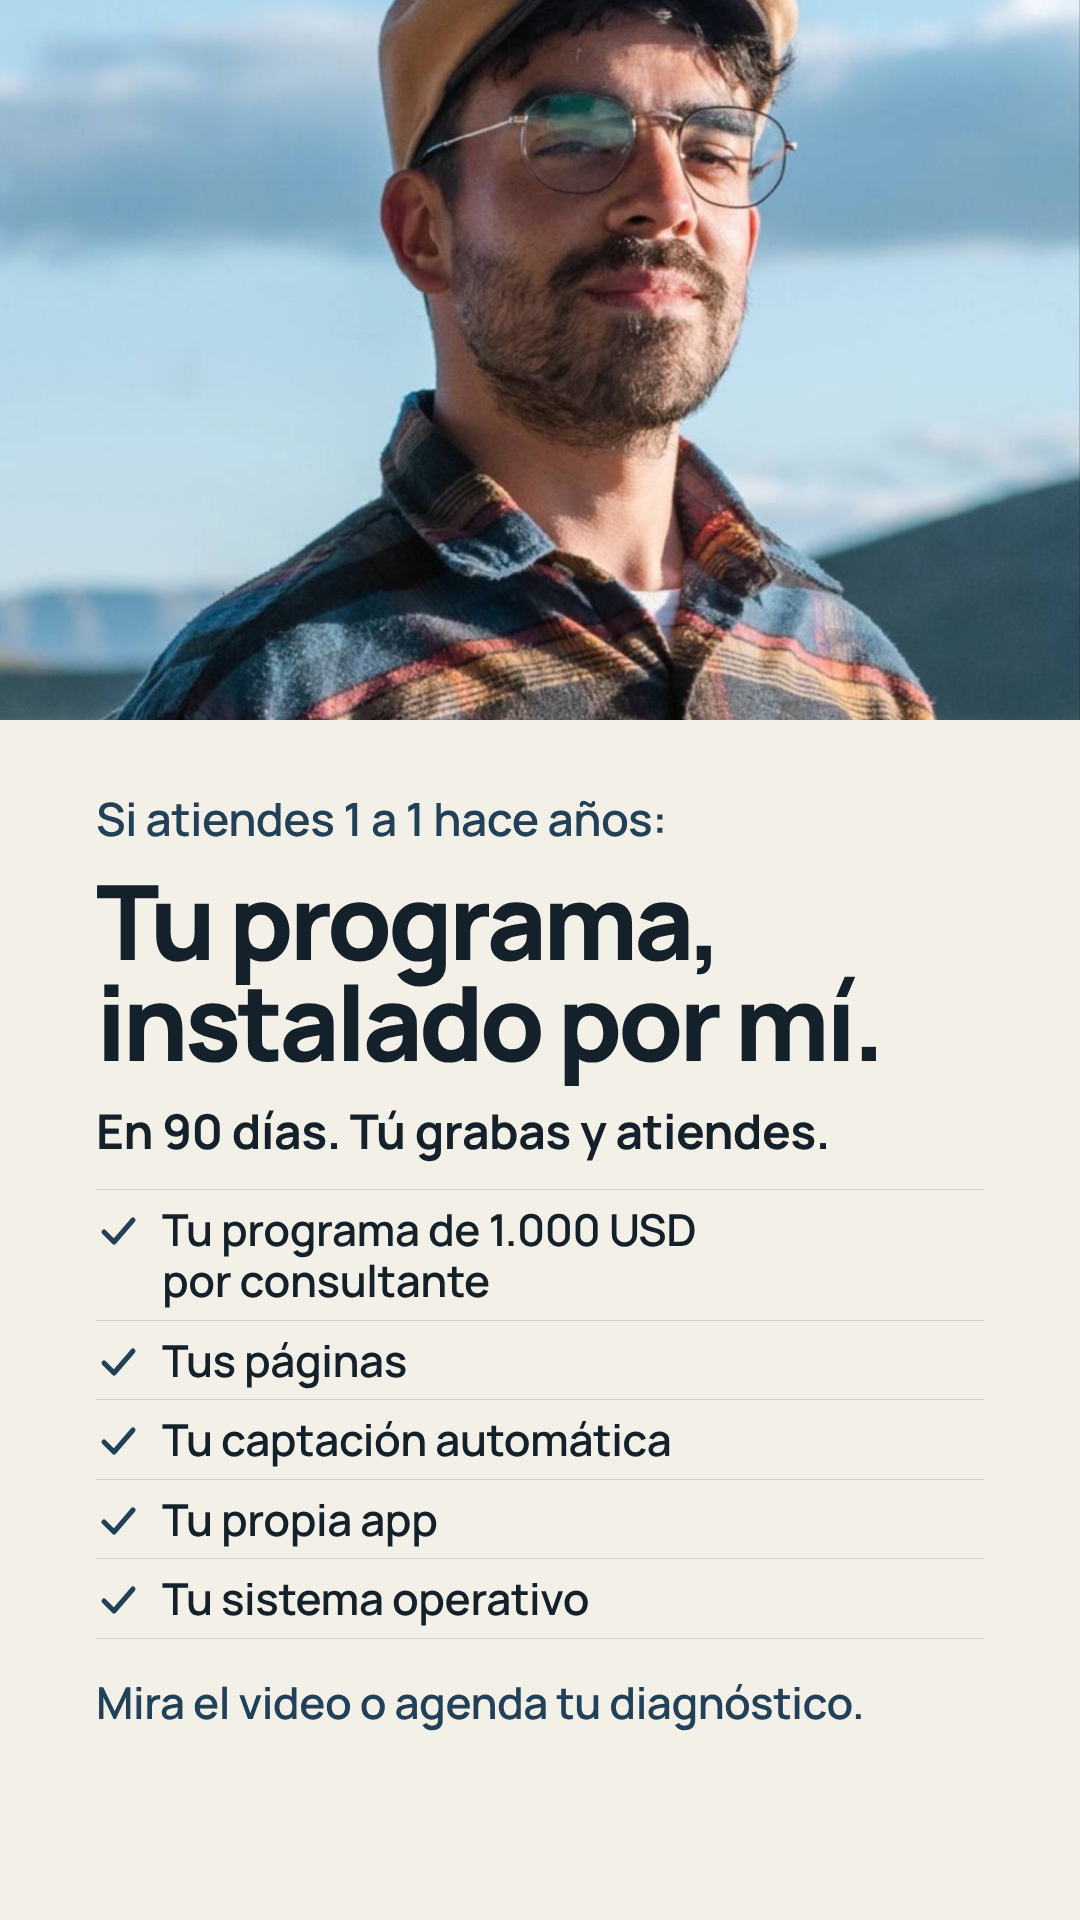 Si atiendes 1 a 1 hace años:
Tu programa,
instalado por mí.
En 90 días. Tú grabas y atiendes.
Tu programa de 1.000 USD
por consultante
Tus páginas
Tu captación automática
Tu propia app
Tu sistema operativo
Mira el video o agenda tu diagnóstico.